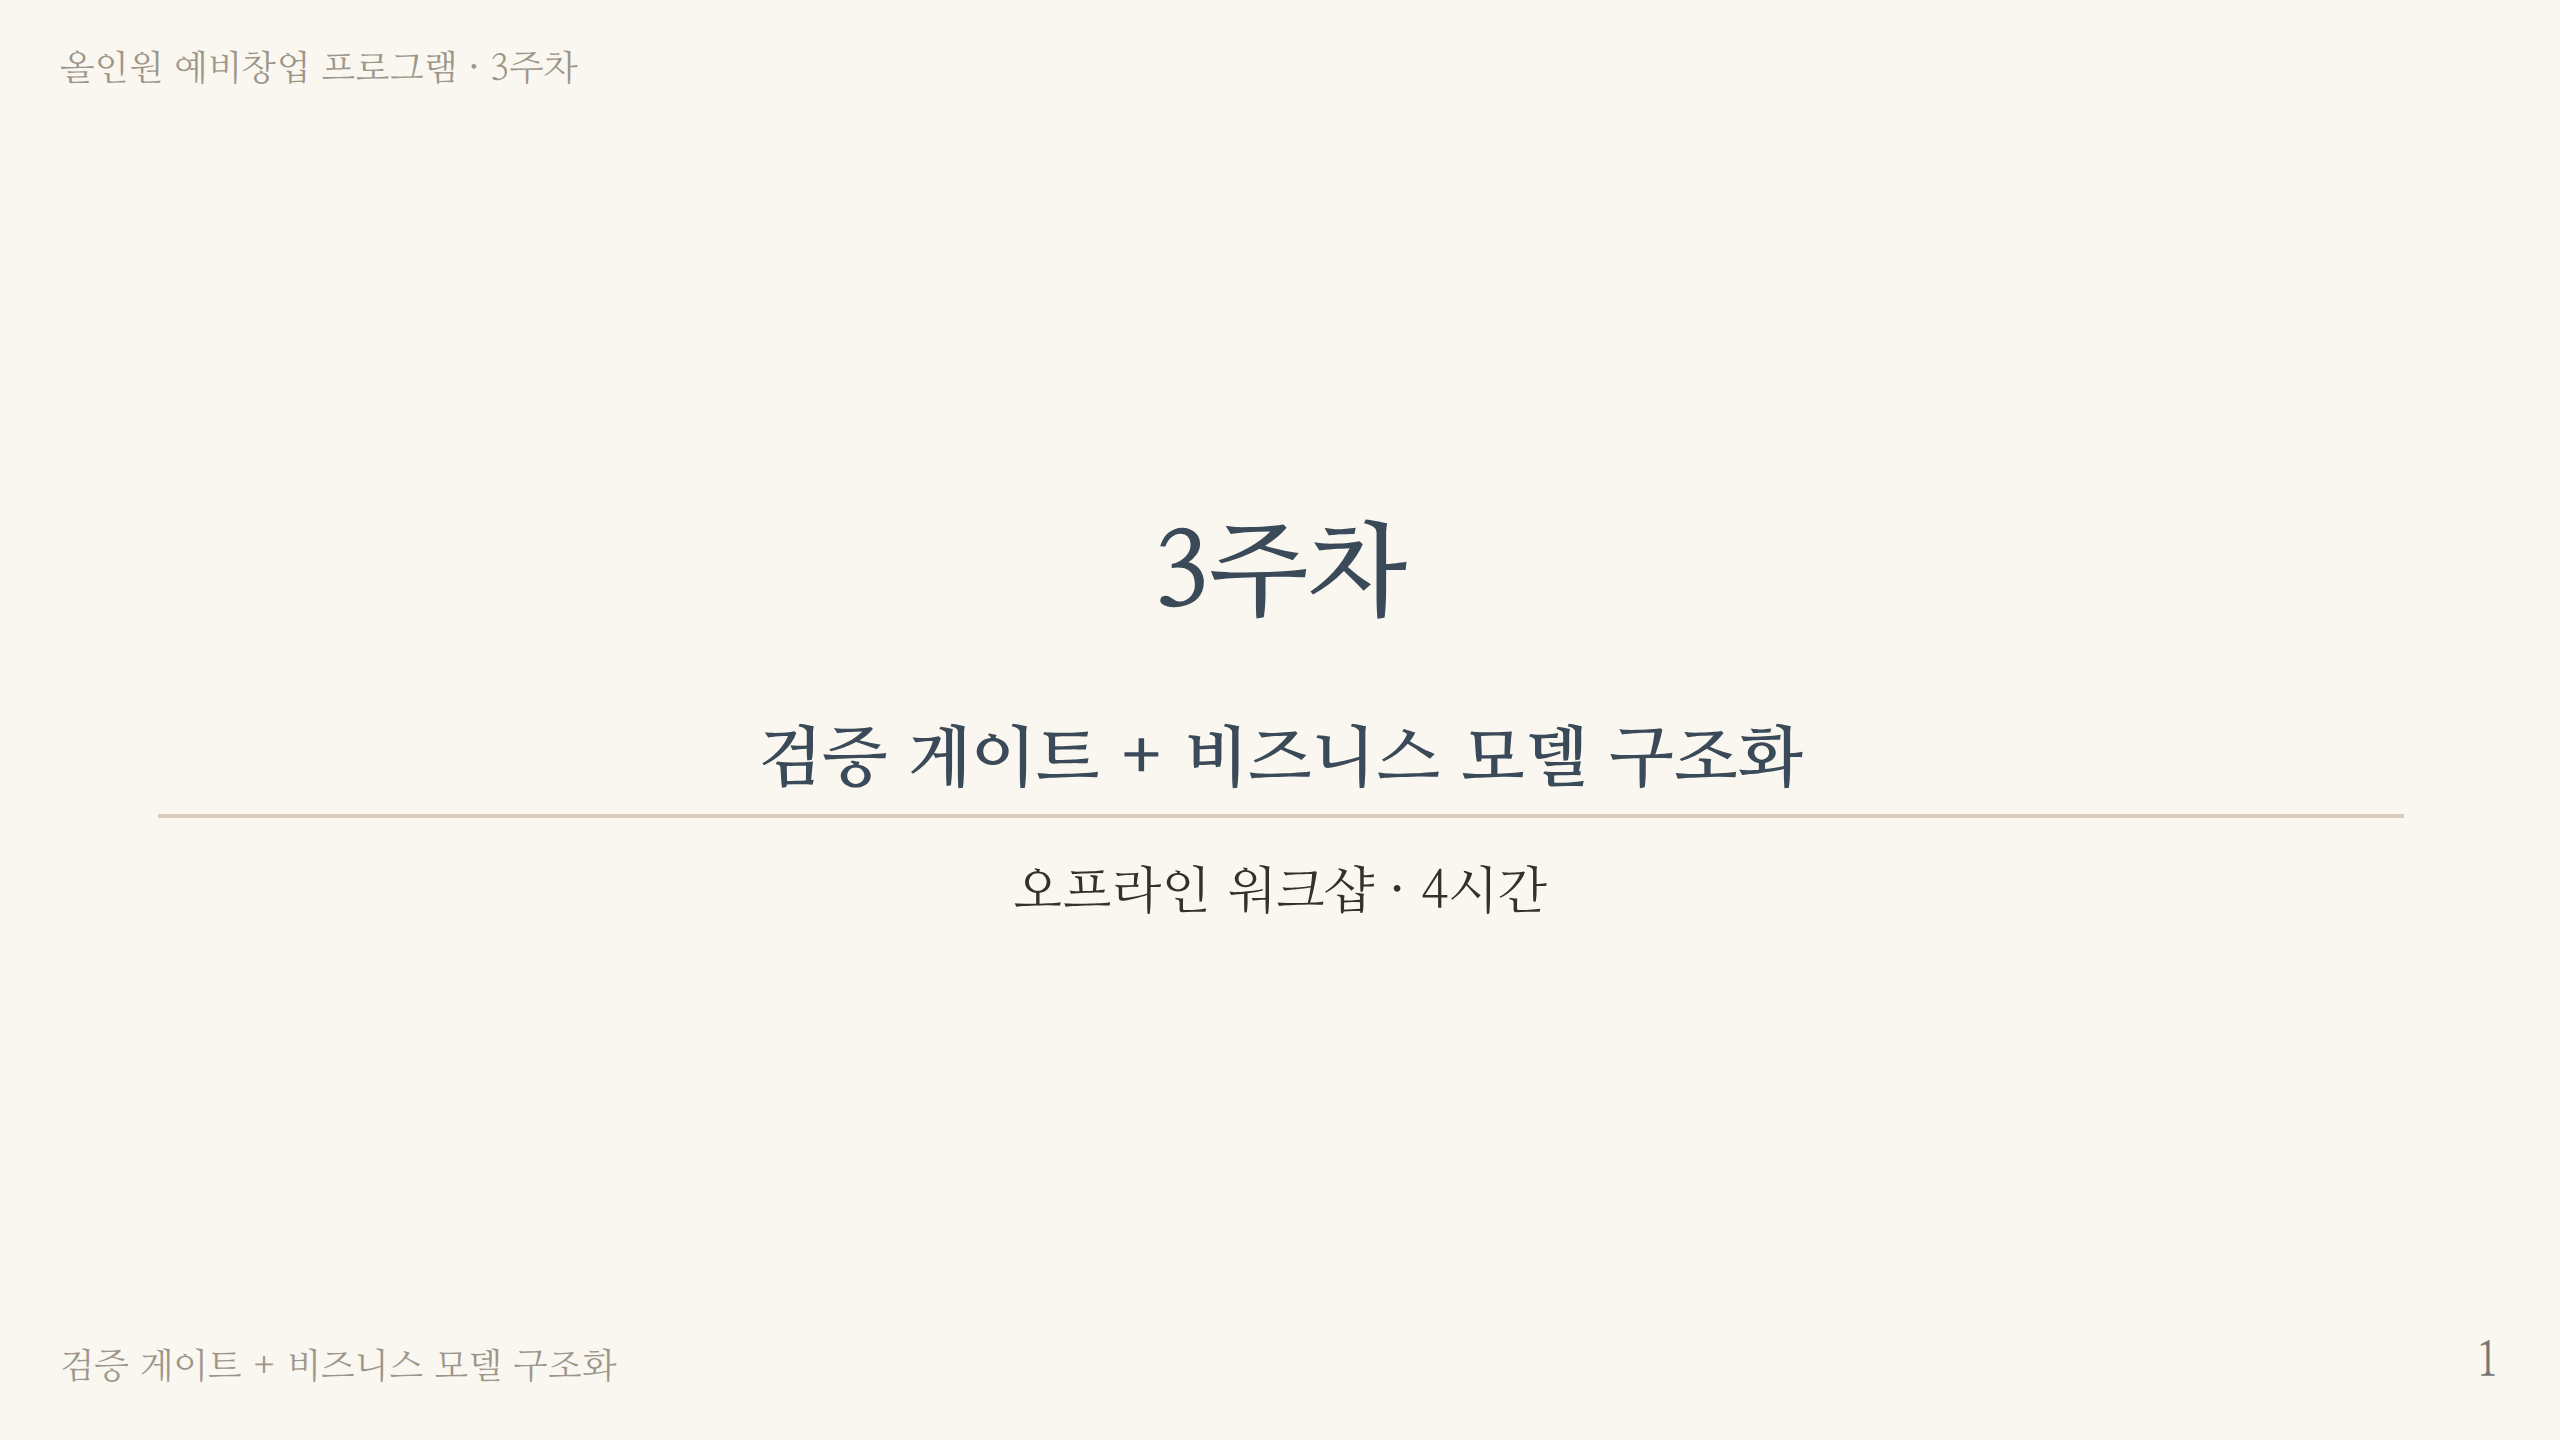 올인원 예비창업 프로그램 · 3주차
3주차
검증 게이트 + 비즈니스 모델 구조화
오프라인 워크샵 · 4시간
검증 게이트 + 비즈니스 모델 구조화
1